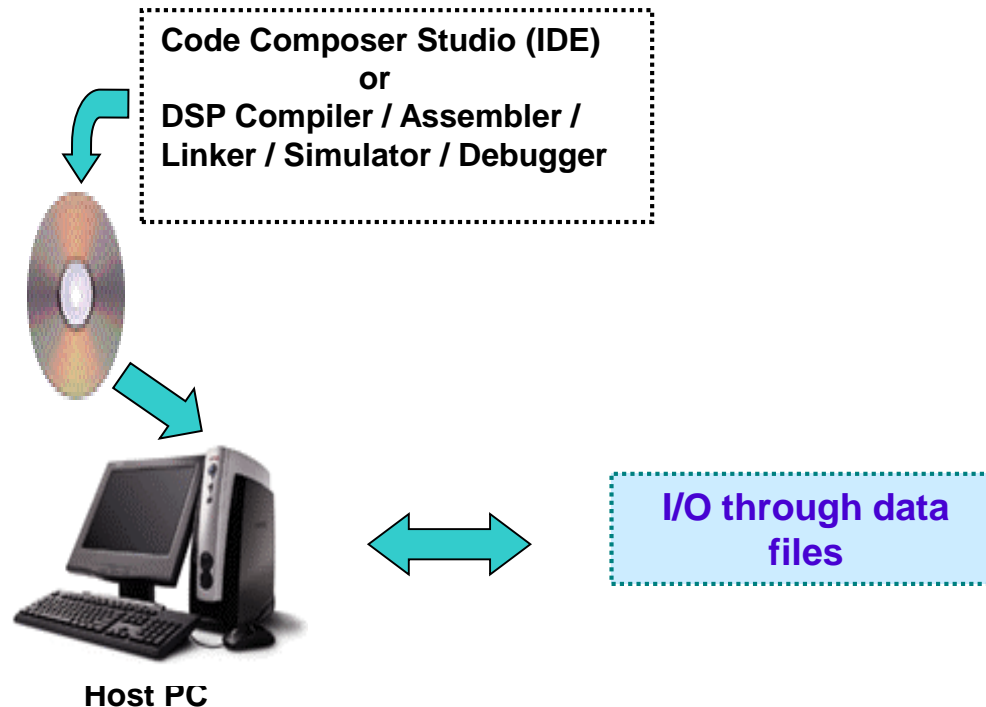 Code Composer Studio (IDE)
or
DSP Compiler / Assembler /
Linker / Simulator / Debugger
I/O through data
files
Host PC